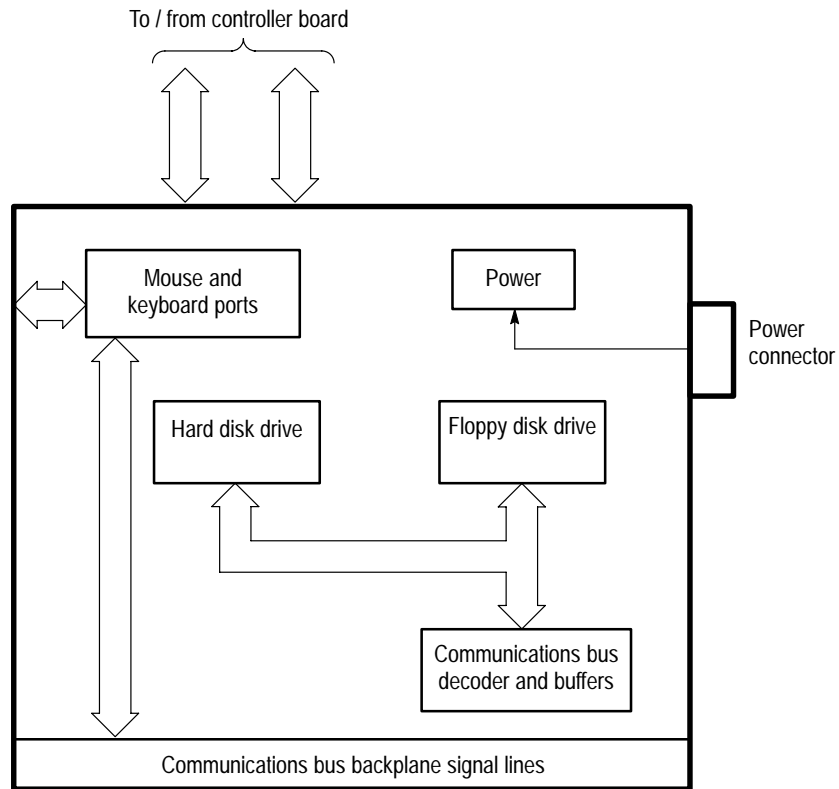 To / from controller board
Mouse and
keyboard ports
Power
Power
connector
Hard disk drive
Floppy disk drive
Communications bus
decoder and buffers
Communications bus backplane signal lines